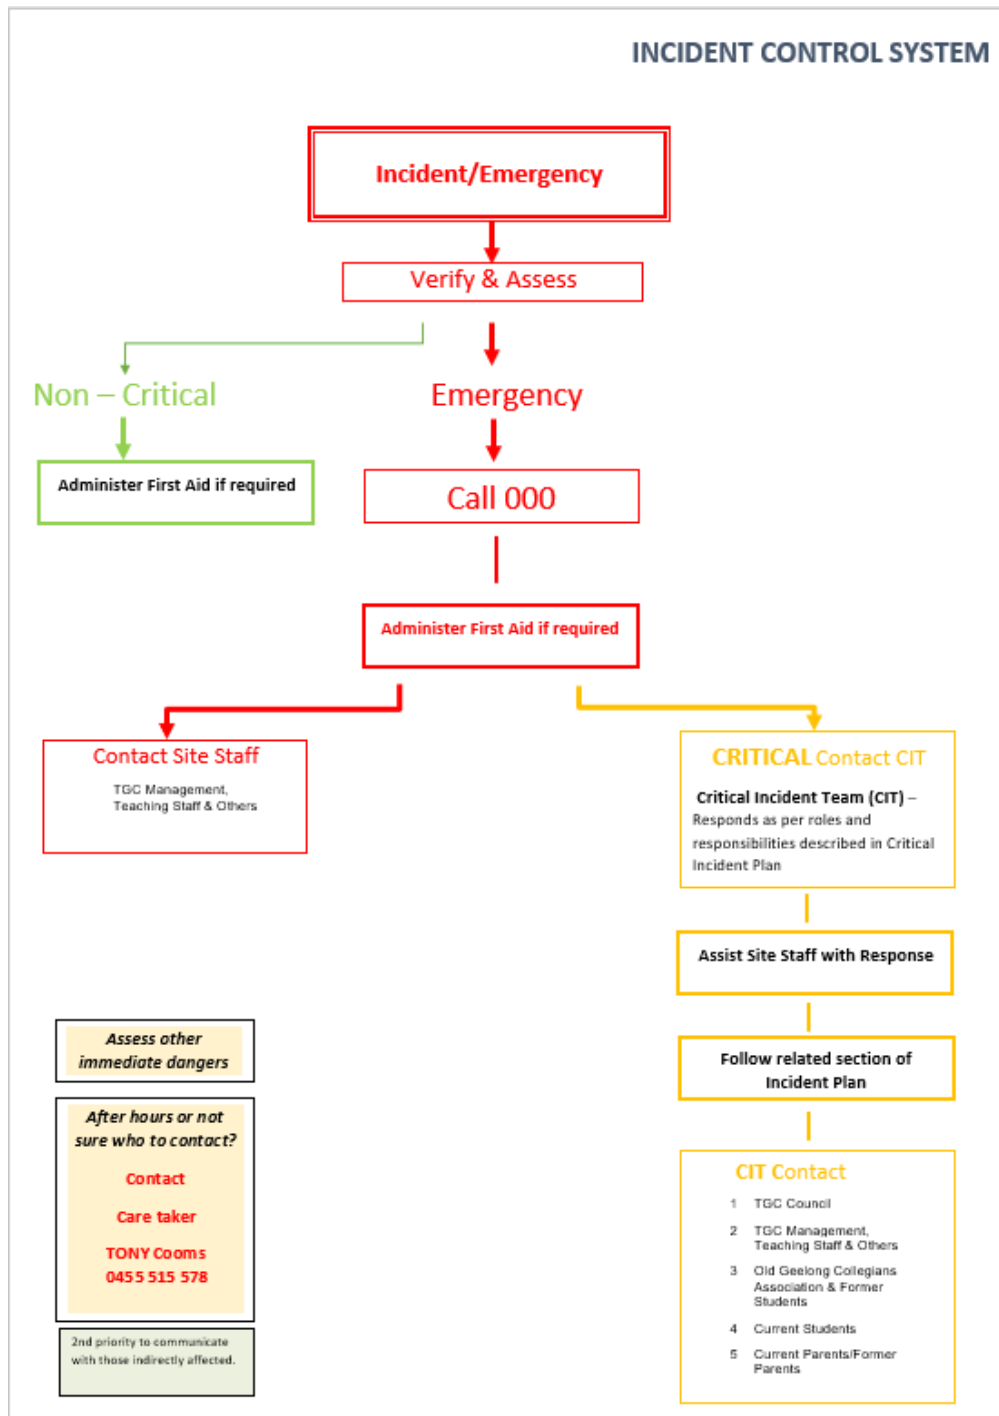 INCIDENT CONTROL SYSTEM
Incident/Emergency
Verify & Assess
Non – Critical
Emergency
Administer First Aid if required
Call 000
Administer First Aid if required
Contact Site Staff
TGC Management,
Teaching Staff & Others
CRITICAL Contact CIT
Critical Incident Team (CIT) –
Responds as per roles and
responsibilities described in Critical
Incident Plan
Assist Site Staff with Response
Follow related section of
Incident Plan
CIT Contact
1 TGC Council
2 TGC Management,
Teaching Staff & Others
3 Old Geelong Collegians
Association & Former
Students
4 Current Students
5 Current Parents/Former
Parents
Assess other
immediate dangers
After hours or not
sure who to contact?
Contact
Care taker
TONY Cooms
0455 515 578
2nd priority to communicate
with those indirectly affected.